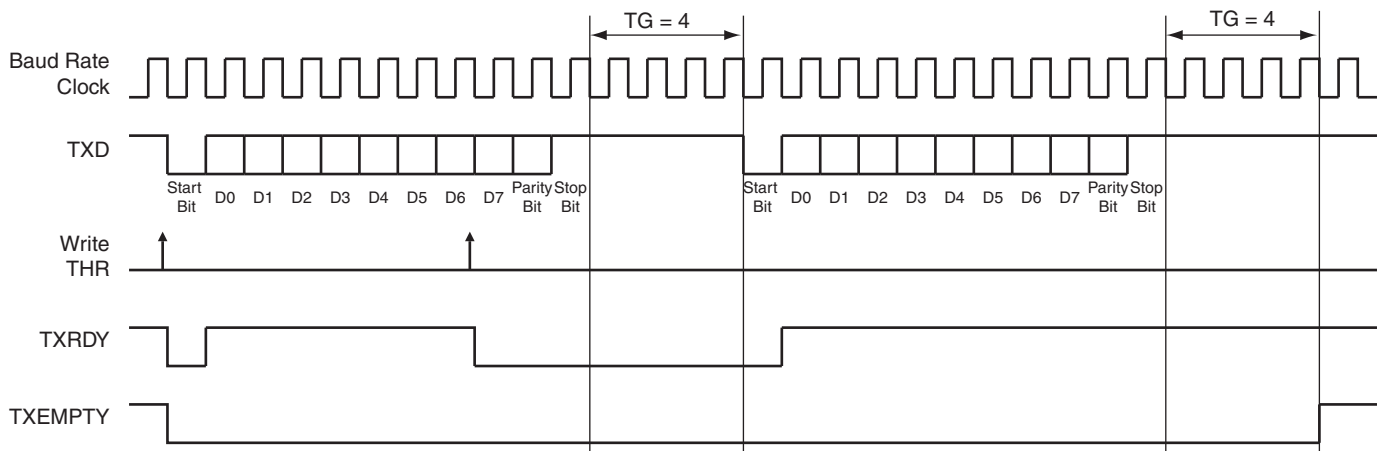 TG = 4
TG = 4
Baud Rate
Clock
TXD
Start
Bit
D0
D1
D2
D3
D4
D5
D6
D7
Parity
Bit
Stop
Bit
Start
Bit
D0
D1
D2
D3
D4
D5
D6
D7
Parity
Bit
Stop
Bit
Write
THR
TXRDY
TXEMPTY